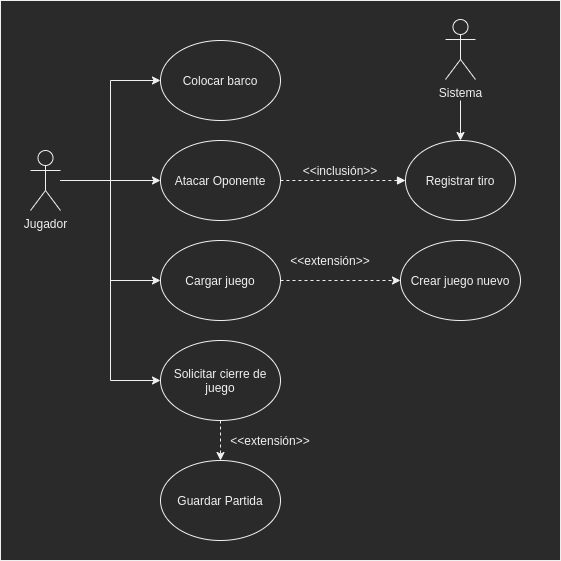 Sistema
Colocar barco
Jugador
Atacar Oponente
<<inclusión>>
Registrar tiro
Cargar juego
<<extensión>>
Crear juego nuevo
Solicitar cierre de
juego
<<extensión>>
Guardar Partida